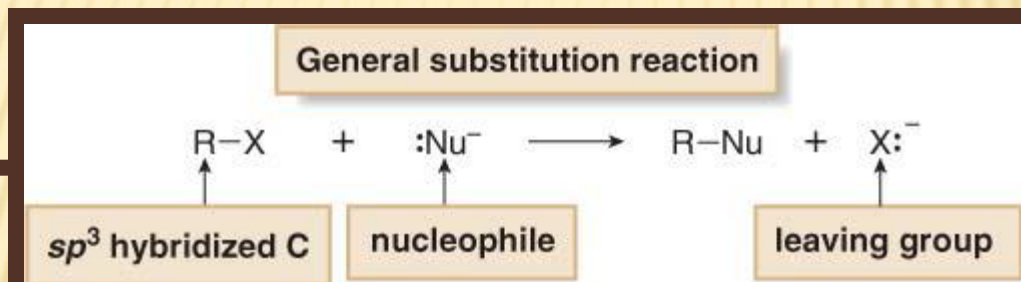 General substitution reaction
R–X + :Nu⁻ ⟶ R–Nu + X:⁻
sp³ hybridized C nucleophile leaving group